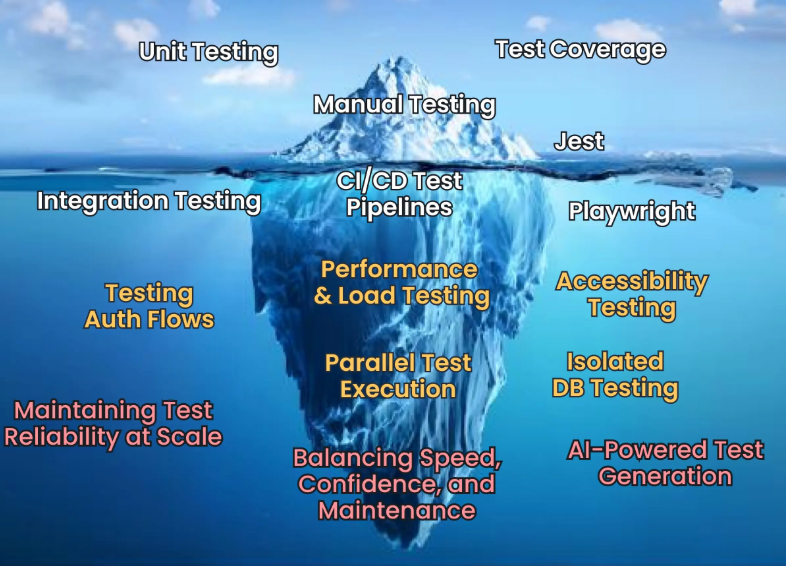 Unit Testing
Test Coverage
Manual Testing
Jest
Integration Testing
CI/CD Test
Pipelines
Playwright
Testing
Auth Flows
Performance
& Load Testing
Accessibility
Testing
Parallel Test
Execution
Isolated
DB Testing
Maintaining Test
Reliability at Scale
Balancing Speed,
Confidence, and
Maintenance
AI-Powered Test
Generation